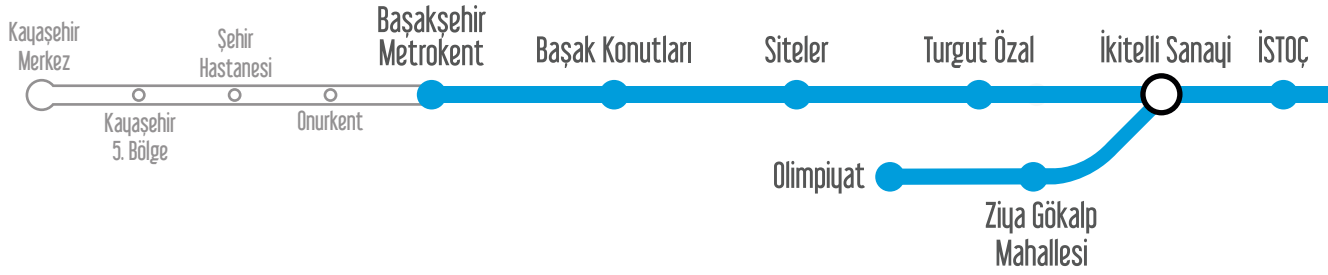 Kayaşehir
Merkez
Şehir
Hastanesi
Başakşehir
Metrokent
Başak Konutları
Siteler
Turgut Özal
İkitelli Sanayi
İSTOÇ
Kayaşehir
5. Bölge
Onurkent
Olimpiyat
Ziya Gökalp
Mahallesi